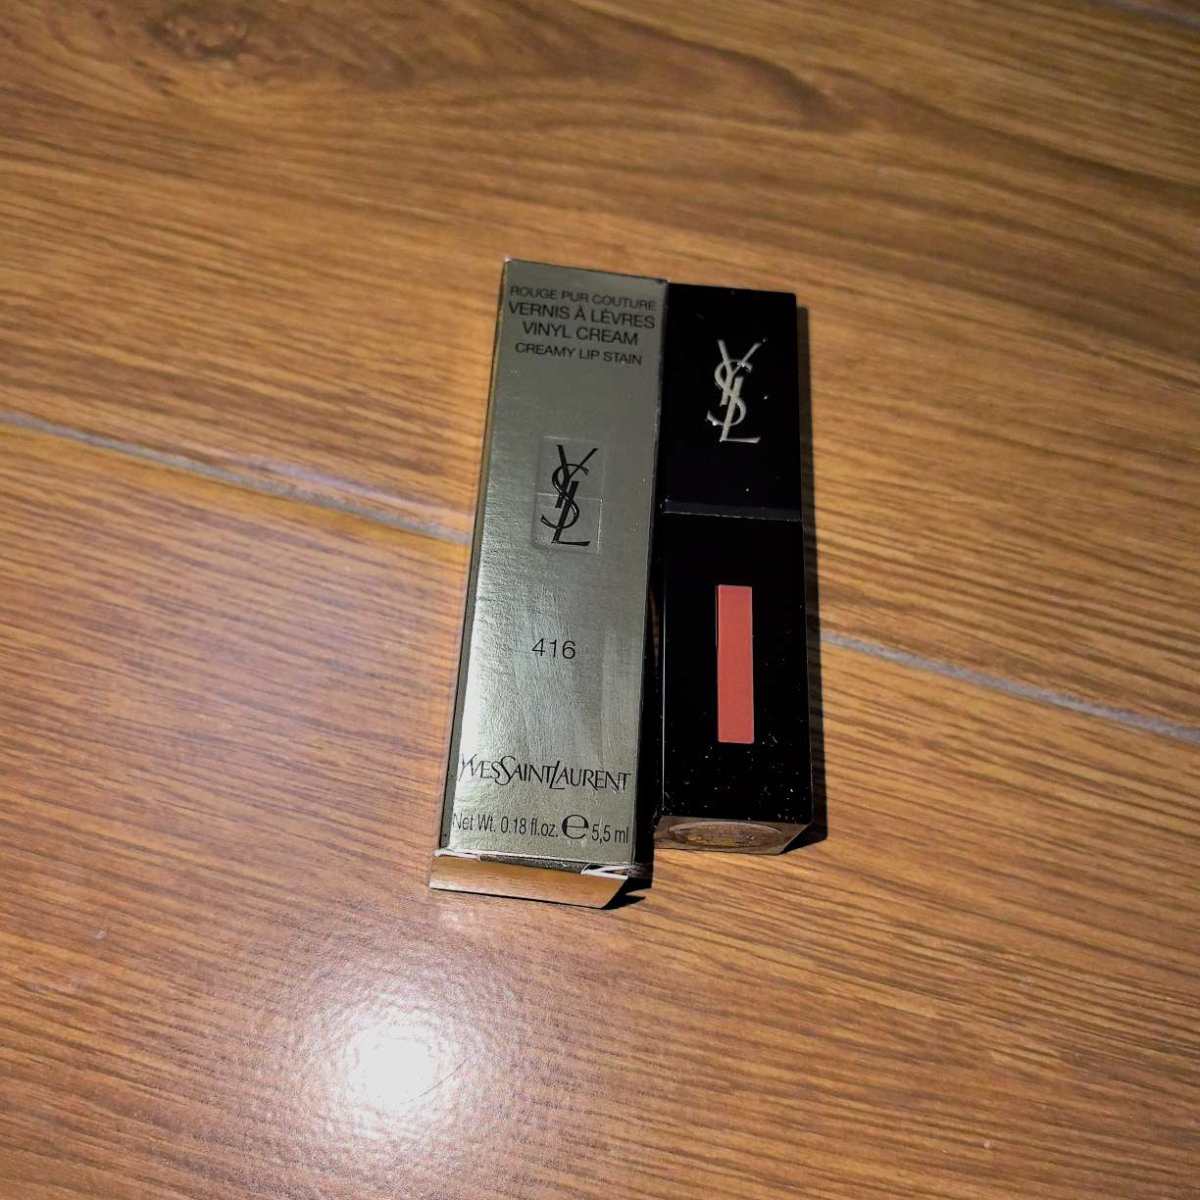 ROUGE PUR COUTURE
VERNIS À LÈVRES
VINYL CREAM
CREAMY LIP STAIN
YSL
416
YVESSAINTLAURENT
Net Wt. 0.18 fl.oz. e 5,5 ml
YSL